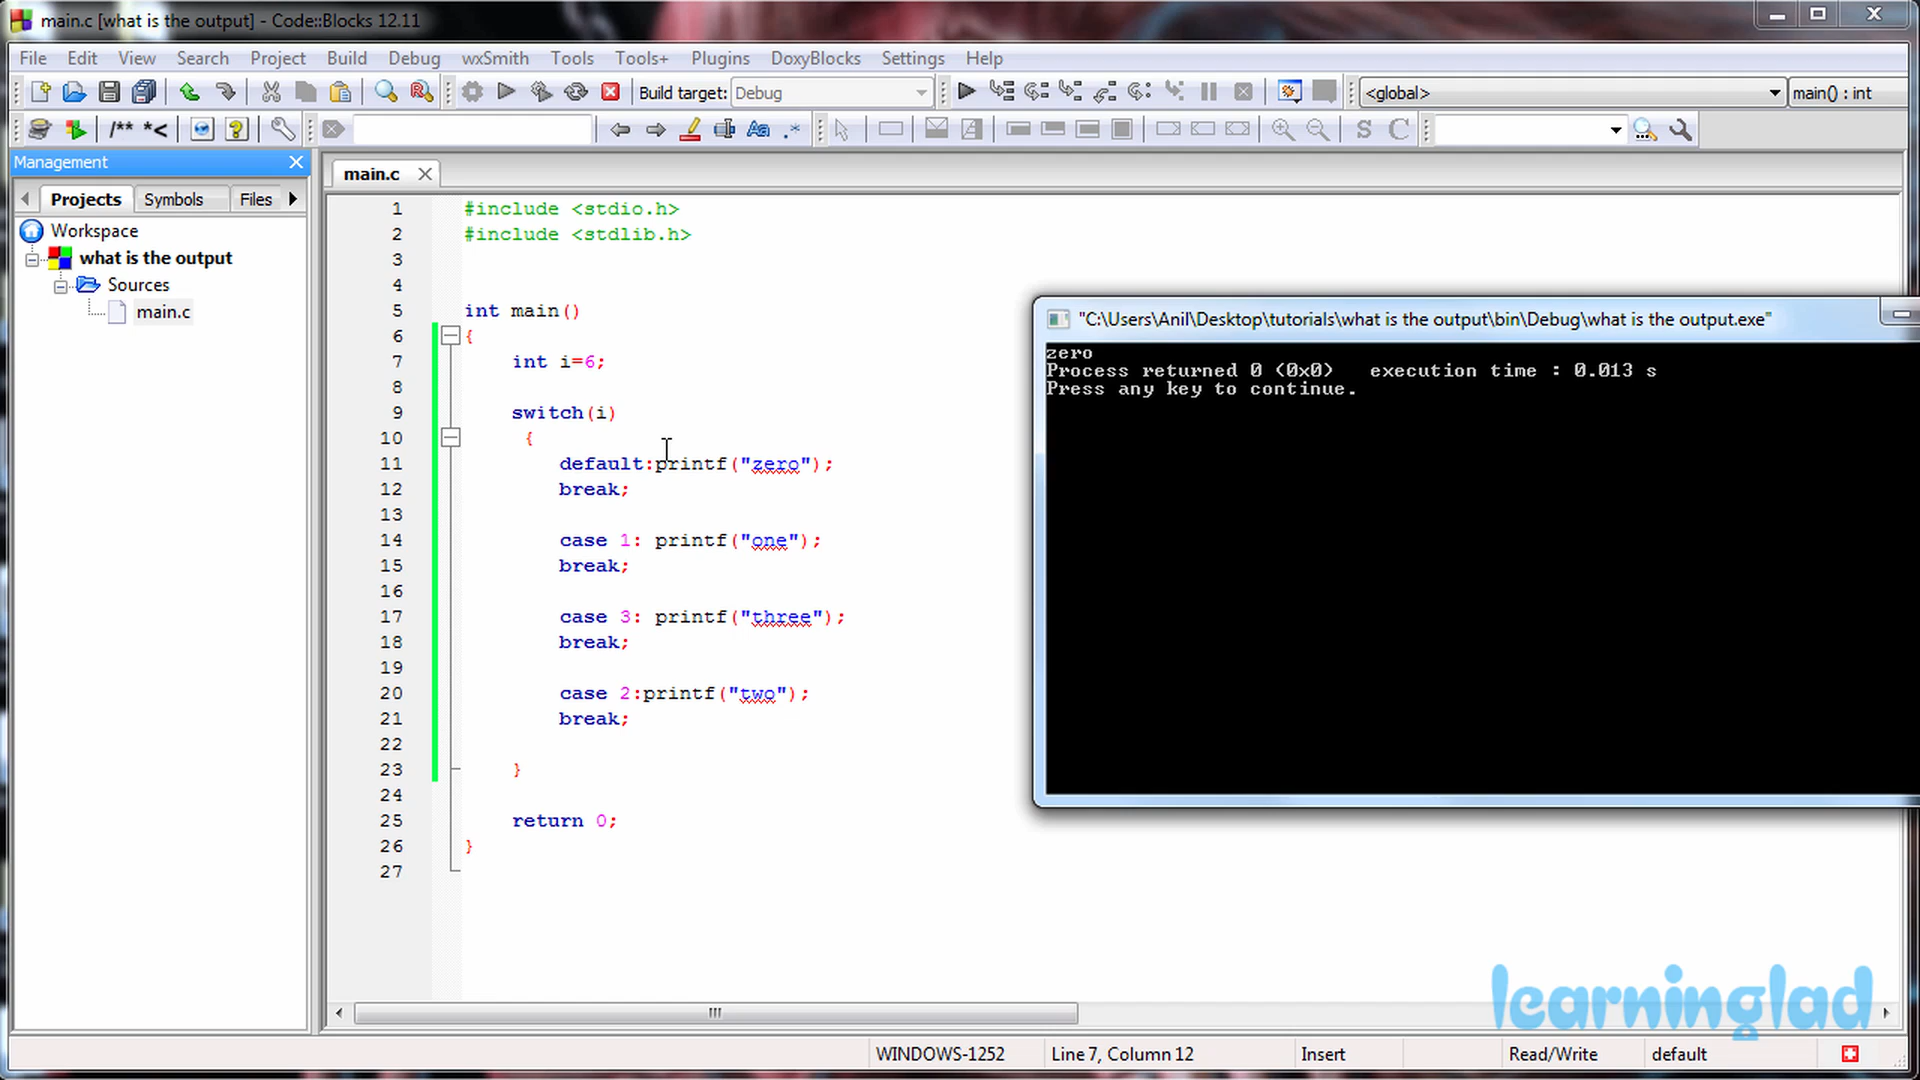 main.c [what is the output] - Code::Blocks 12.11
File Edit View Search Project Build Debug wxSmith Tools Tools+ Plugins DoxyBlocks Settings Help
Build target: Debug <global> main() : int
/** *< Aa .* S C
Management
Projects Symbols Files
Workspace
what is the output
Sources
main.c
main.c
1 #include <stdio.h>
2 #include <stdlib.h>
3
4
5 int main()
6 {
7 int i=6;
8
9 switch(i)
10 {
11 default:printf("zero");
12 break;
13
14 case 1: printf("one");
15 break;
16
17 case 3: printf("three");
18 break;
19
20 case 2:printf("two");
21 break;
22
23 }
24
25 return 0;
26 }
27
"C:\Users\Anil\Desktop\tutorials\what is the output\bin\Debug\what is the output.exe"
zero
Process returned 0 (0x0) execution time : 0.013 s
Press any key to continue.
learninglad
WINDOWS-1252 Line 7, Column 12 Insert Read/Write default